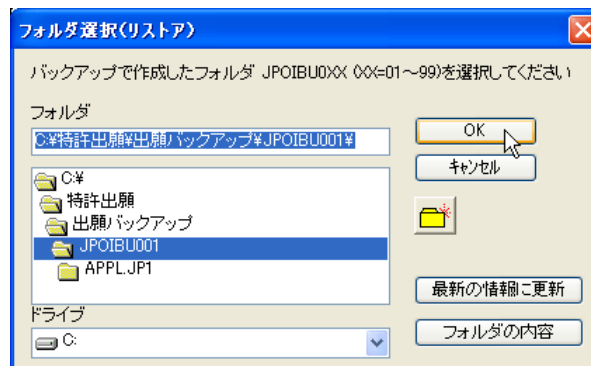 フォルダ選択(リストア)
バックアップで作成したフォルダ JPOIBU0XX (XX=01～99)を選択してください
フォルダ
C:¥特許出願¥出願バックアップ¥JPOIBU001¥
OK
キャンセル
C:¥
特許出願
出願バックアップ
JPOIBU001
APPL.JP1
最新の情報に更新
ドライブ
C:
フォルダの内容